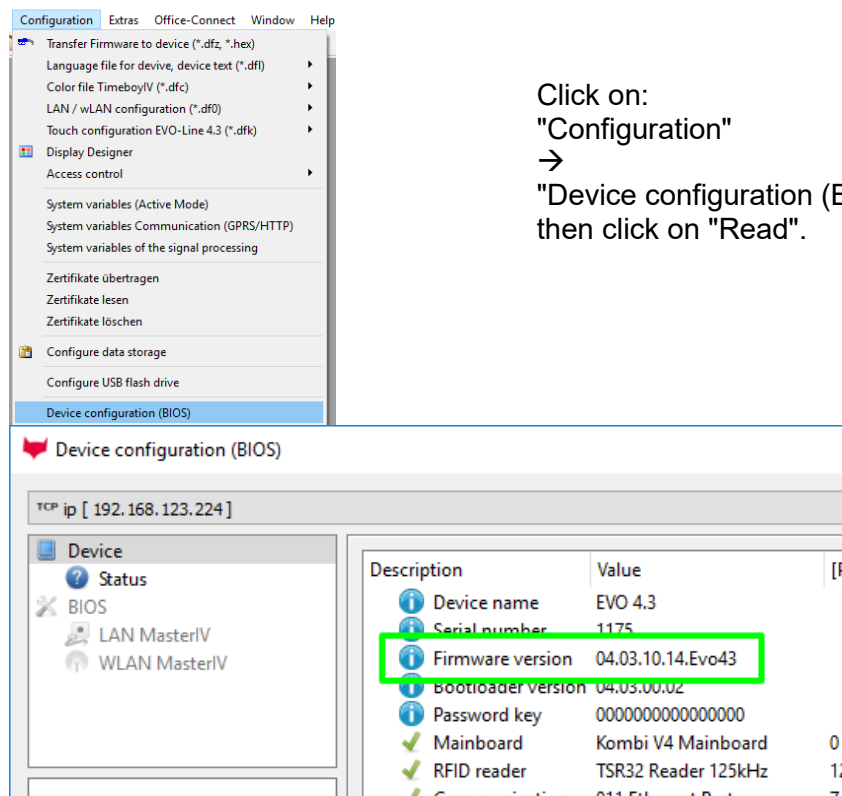 Configuration Extras Office-Connect Window Help
Transfer Firmware to device (*.dfz, *.hex)
Language file for devive, device text (*.dfl)
Color file TimeboyIV (*.dfc)
LAN / wLAN configuration (*.df0)
Touch configuration EVO-Line 4.3 (*.dfk)
Display Designer
Access control
System variables (Active Mode)
System variables Communication (GPRS/HTTP)
System variables of the signal processing
Zertifikate übertragen
Zertifikate lesen
Zertifikate löschen
Configure data storage
Configure USB flash drive
Device configuration (BIOS)
Click on:
"Configuration"
→
"Device configuration (
then click on "Read".
Device configuration (BIOS)
TCP ip [ 192.168.123.224 ]
Device
Status
BIOS
LAN MasterIV
WLAN MasterIV
Description Value
Device name EVO 4.3
Serial number 1175
Firmware version 04.03.10.14.Evo43
Bootloader version 04.03.00.02
Password key 0000000000000000
Mainboard Kombi V4 Mainboard 0
RFID reader TSR32 Reader 125kHz